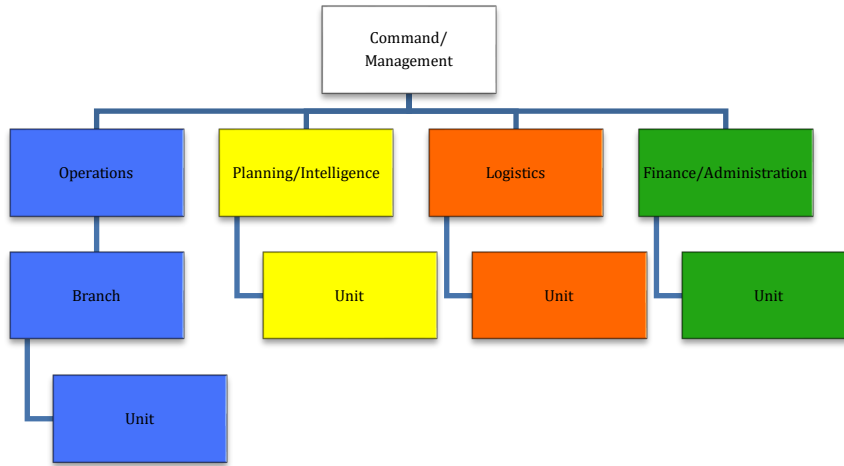 Command/
Management
Operations
Planning/Intelligence
Logistics
Finance/Administration
Branch
Unit
Unit
Unit
Unit